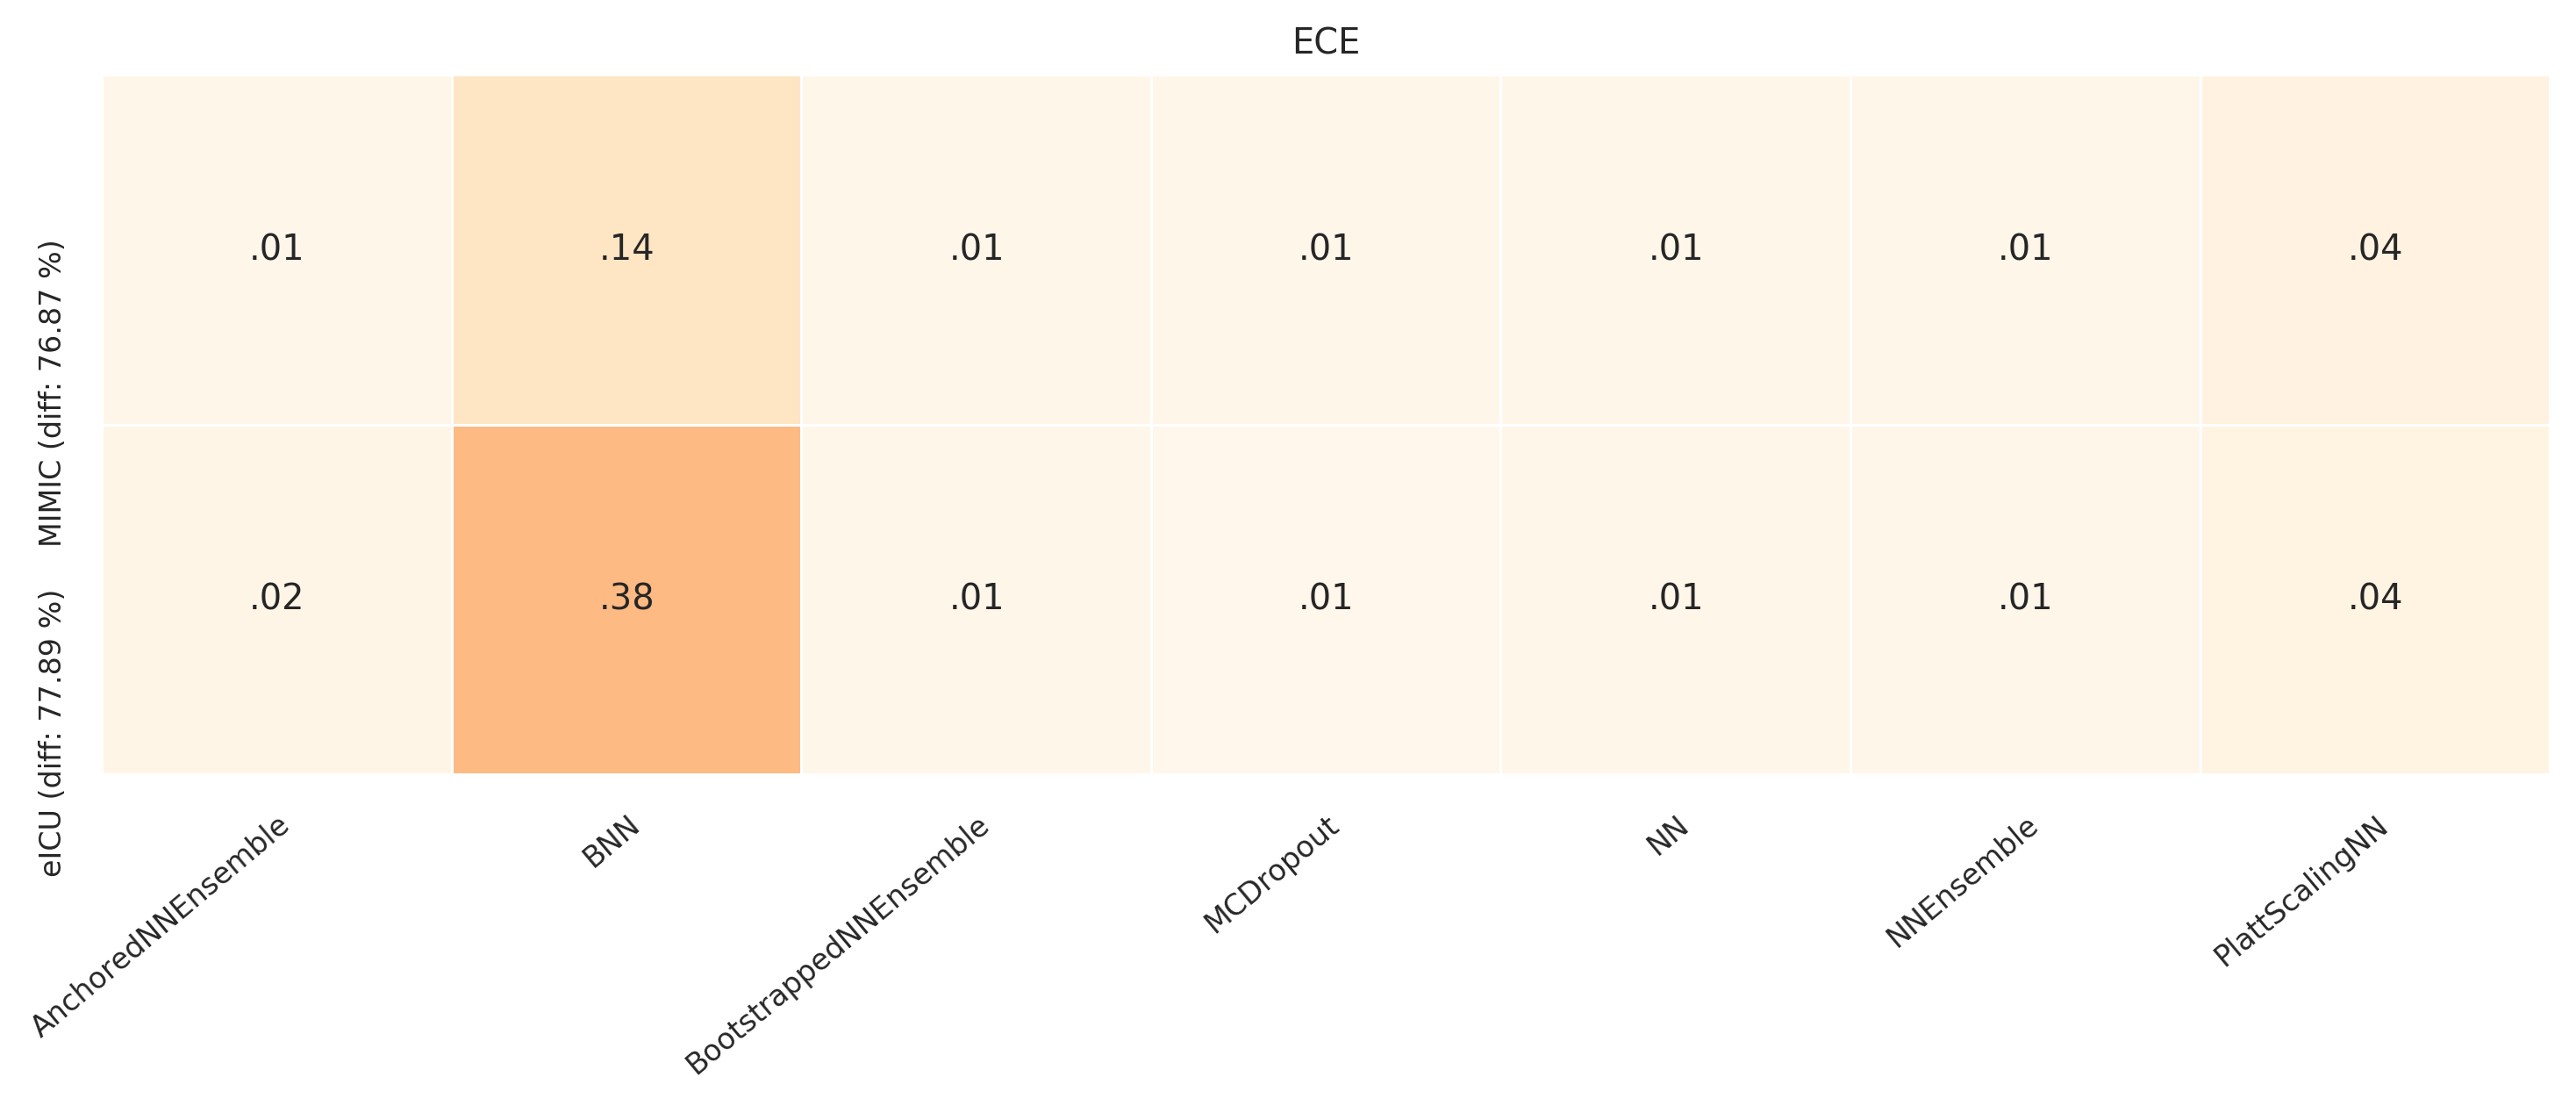 ECE
MIMIC (diff: 76.87 %)
.01 .14 .01 .01 .01 .01 .04
eICU (diff: 77.89 %)
.02 .38 .01 .01 .01 .01 .04
AnchoredNNEnsemble
BNN
BootstrappedNNEnsemble
MCDropout
NN
NNEnsemble
PlattScalingNN